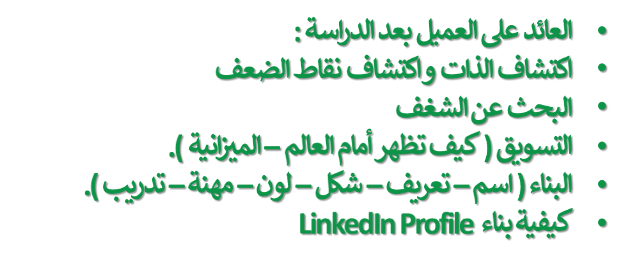 • العائد على العميل بعد الدراسة :
• اكتشاف الذات و اكتشاف نقاط الضعف
• البحث عن الشغف
• التسويق ( كيف تظهر أمام العالم – الميزانية ).
• البناء ( اسم – تعريف – شكل – لون – مهنة – تدريب ).
• كيفية بناء LinkedIn Profile